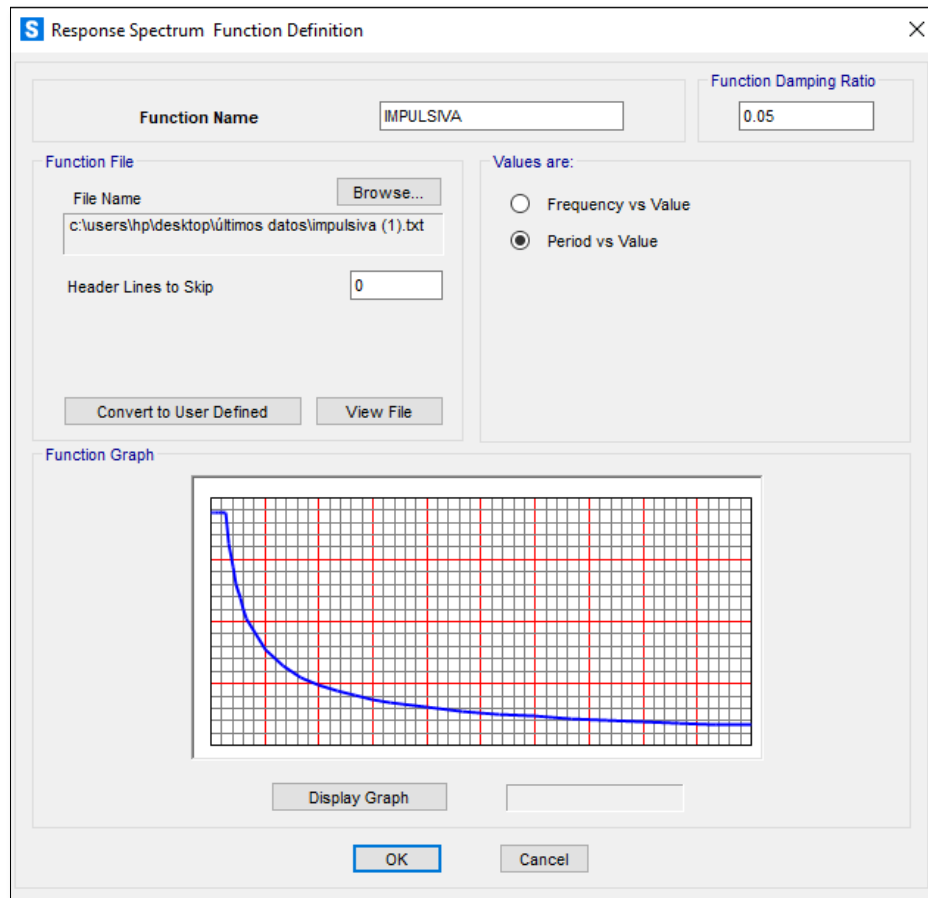 S Response Spectrum Function Definition
Function Name
IMPULSIVA
Function Damping Ratio
0.05
Function File
File Name
Browse...
c:\users\hp\desktop\últimos datos\impulsiva (1).txt
Header Lines to Skip
0
Convert to User Defined
View File
Values are:
Frequency vs Value
Period vs Value
Function Graph
Display Graph
OK
Cancel